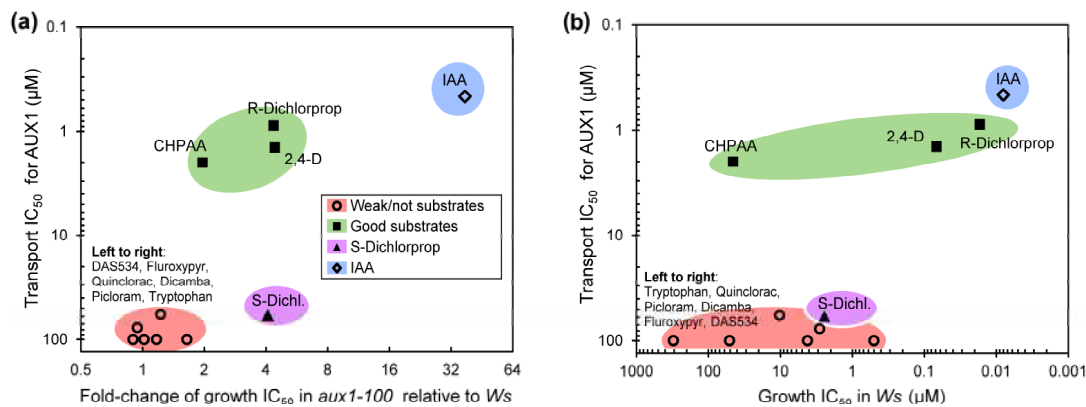 (a)
0.1
1
10
100
Transport IC50 for AUX1 (µM)
IAA
R-Dichlorprop
CHPAA
2,4-D
Weak/not substrates
Good substrates
S-Dichlorprop
IAA
Left to right:
DAS534, Fluroxypyr,
Quinclorac, Dicamba,
Picloram, Tryptophan
S-Dichl.
0.5 1 2 4 8 16 32 64
Fold-change of growth IC50 in aux1-100 relative to Ws
(b)
0.1
1
10
100
Transport IC50 for AUX1 (µM)
IAA
CHPAA
2,4-D
R-Dichlorprop
Left to right:
Tryptophan, Quinclorac,
Picloram, Dicamba,
Fluroxypyr, DAS534
S-Dichl.
1000 100 10 1 0.1 0.01 0.001
Growth IC50 in Ws (µM)